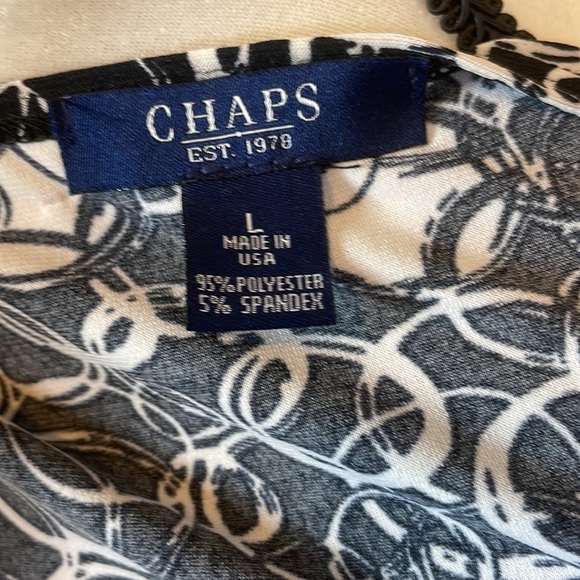 CHAPS
EST. 1978
L
MADE IN
USA
95% POLYESTER
5% SPANDEX